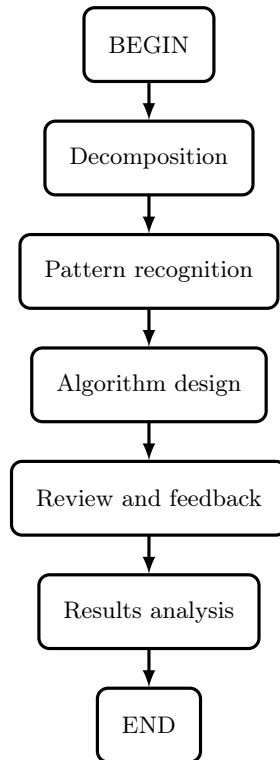 BEGIN
Decomposition
Pattern recognition
Algorithm design
Review and feedback
Results analysis
END